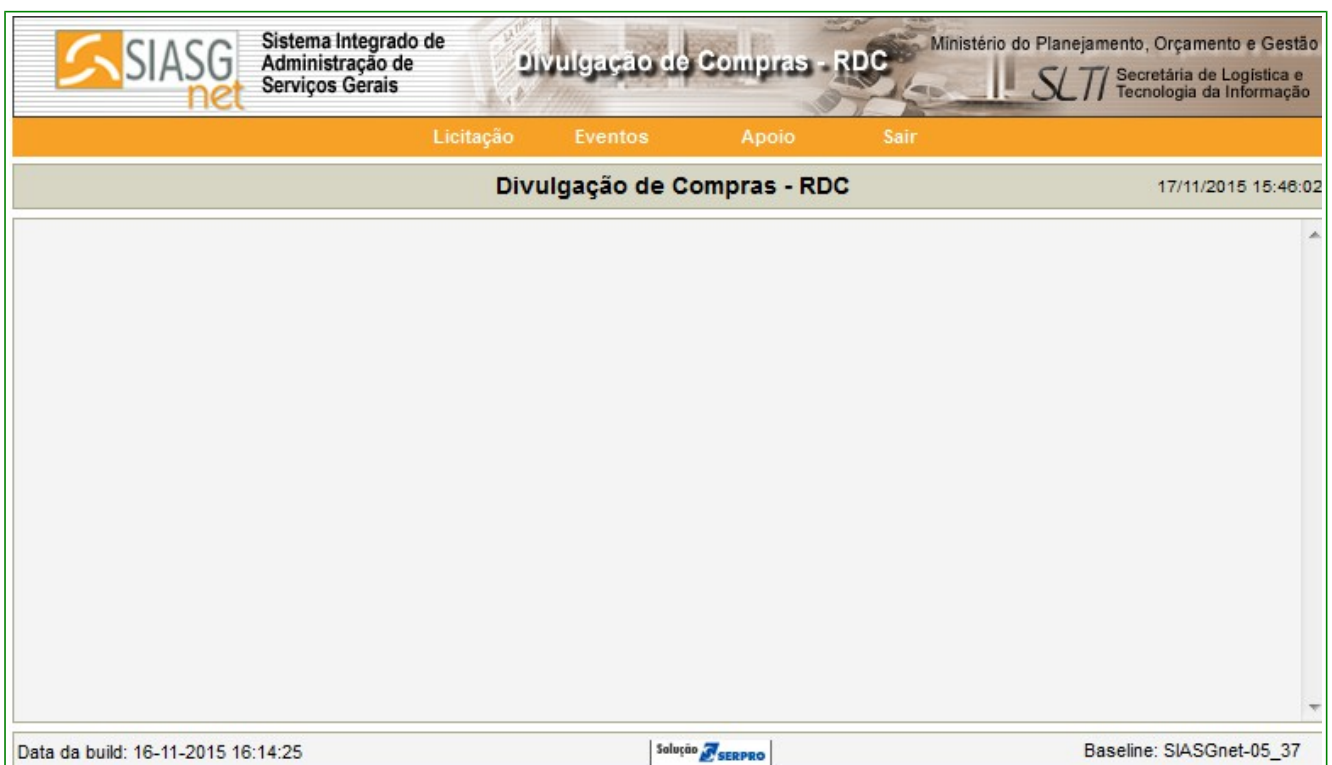 SIASG
net
Sistema Integrado de
Administração de
Serviços Gerais
Divulgação de Compras - RDC
Ministério do Planejamento, Orçamento e Gestão
SLTI
Secretária de Logística e
Tecnologia da Informação
Licitação Eventos Apoio Sair
Divulgação de Compras - RDC 17/11/2015 15:46:02
Data da build: 16-11-2015 16:14:25 Solução SERPRO Baseline: SIASGnet-05_37